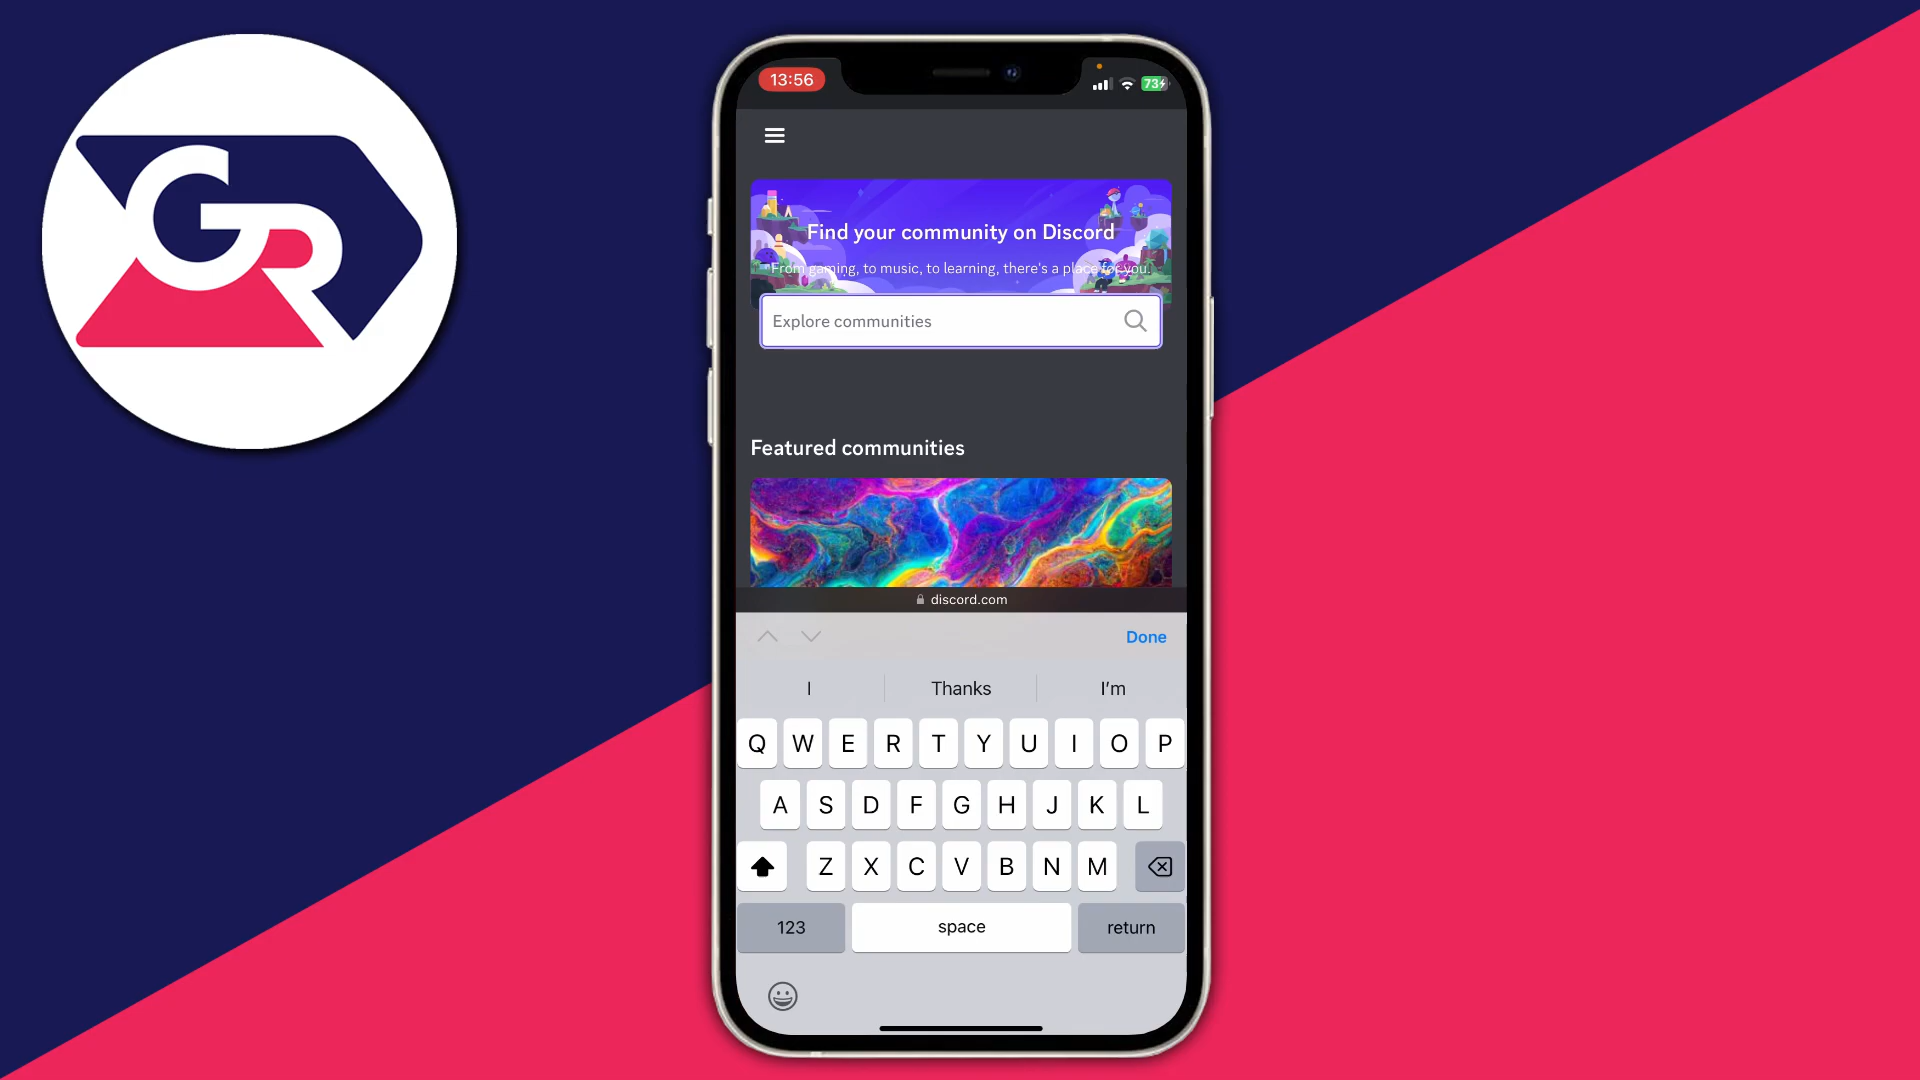 GR
13:56
73
Find your community on Discord
From gaming, to music, to learning, there's a place for you.
Explore communities
Featured communities
discord.com
Done
I Thanks I'm
Q W E R T Y U I O P
A S D F G H J K L
Z X C V B N M
123 space return